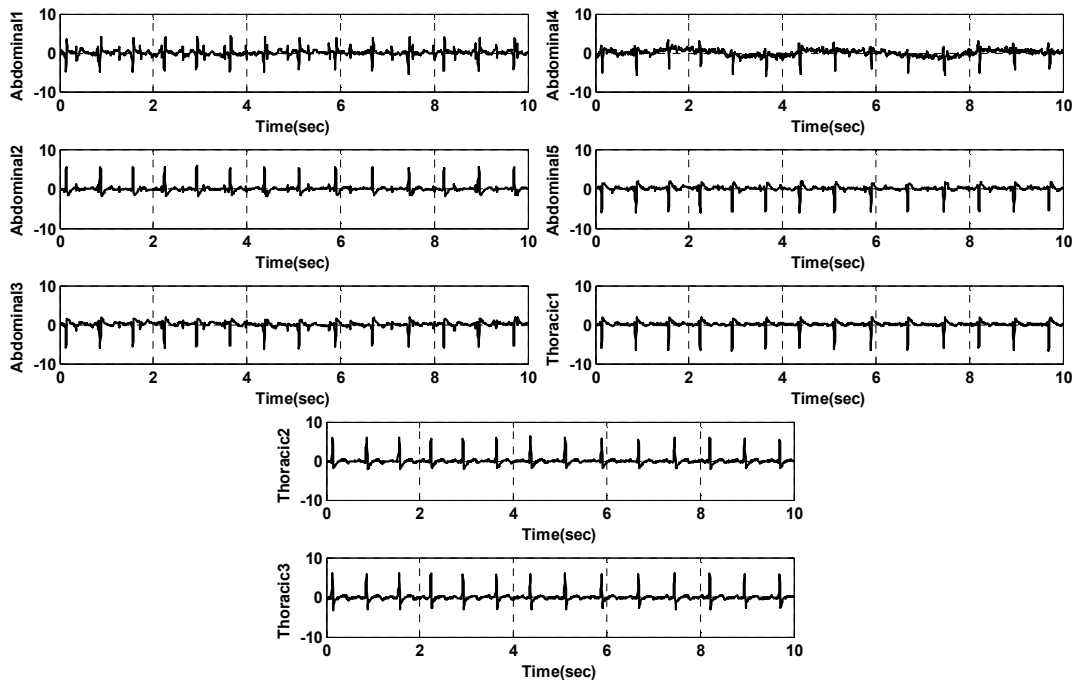 Abdominal1
10
0
-10
0 2 4 6 8 10
Time(sec)
Abdominal4
10
0
-10
0 2 4 6 8 10
Time(sec)
Abdominal2
10
0
-10
0 2 4 6 8 10
Time(sec)
Abdominal5
10
0
-10
0 2 4 6 8 10
Time(sec)
Abdominal3
10
0
-10
0 2 4 6 8 10
Time(sec)
Thoracic1
10
0
-10
0 2 4 6 8 10
Time(sec)
Thoracic2
10
0
-10
0 2 4 6 8 10
Time(sec)
Thoracic3
10
0
-10
0 2 4 6 8 10
Time(sec)